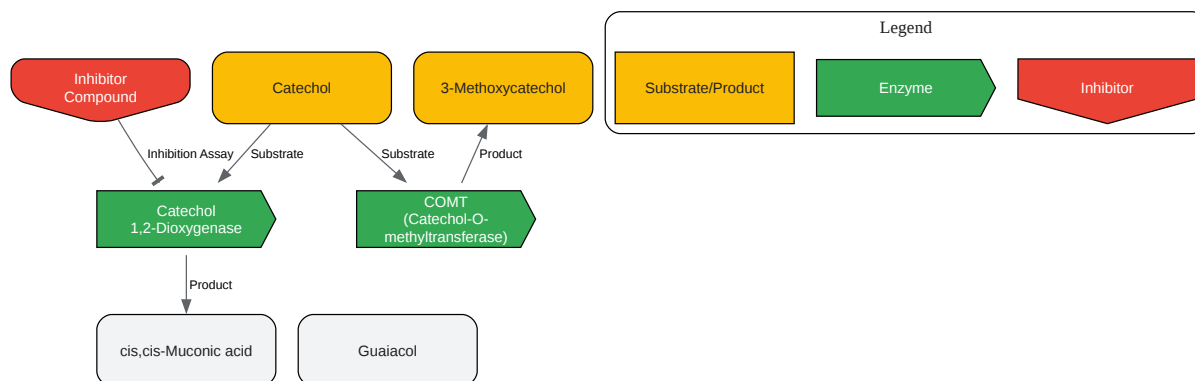 Legend
Inhibitor
Compound
Catechol
3-Methoxycatechol
Substrate/Product
Enzyme
Inhibitor
Inhibition Assay
Substrate
Substrate
Product
Catechol
1,2-Dioxygenase
COMT
(Catechol-O-
methyltransferase)
Product
cis,cis-Muconic acid
Guaiacol